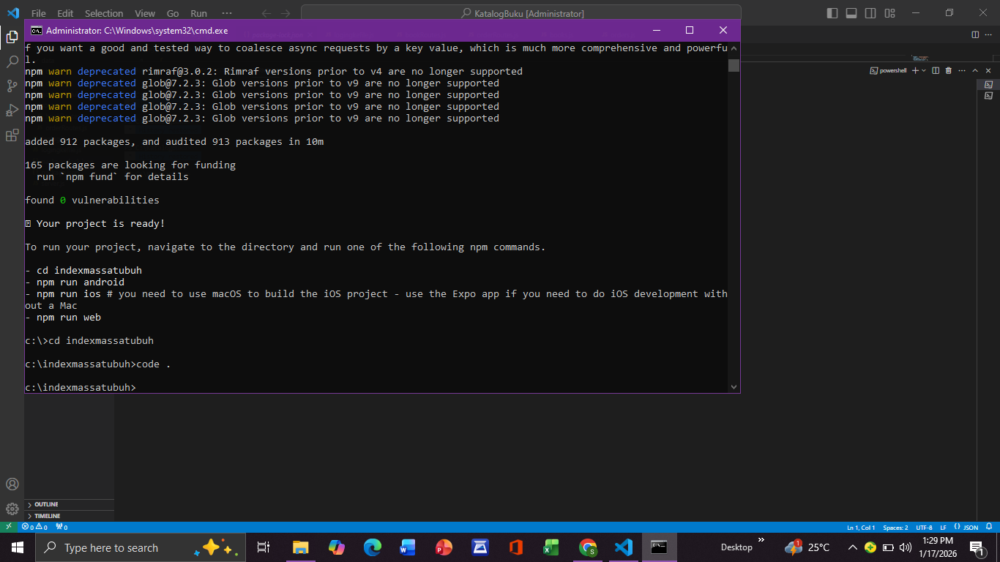 File Edit Selection View Go Run ···
KatalogBuku [Administrator]
Administrator: C:\Windows\system32\cmd.exe
f you want a good and tested way to coalesce async requests by a key value, which is much more comprehensive and powerfu
l.
npm warn deprecated rimraf@3.0.2: Rimraf versions prior to v4 are no longer supported
npm warn deprecated glob@7.2.3: Glob versions prior to v9 are no longer supported
npm warn deprecated glob@7.2.3: Glob versions prior to v9 are no longer supported
npm warn deprecated glob@7.2.3: Glob versions prior to v9 are no longer supported
npm warn deprecated glob@7.2.3: Glob versions prior to v9 are no longer supported
added 912 packages, and audited 913 packages in 10m
165 packages are looking for funding
run `npm fund` for details
found 0 vulnerabilities
Your project is ready!
To run your project, navigate to the directory and run one of the following npm commands.
- cd indexmassatubuh
- npm run android
- npm run ios # you need to use macOS to build the iOS project - use the Expo app if you need to do iOS development with
out a Mac
- npm run web
c:\>cd indexmassatubuh
c:\indexmassatubuh>code .
c:\indexmassatubuh>
powershell
OUTLINE
TIMELINE
0 0 0
Ln 1, Col 1 Spaces: 2 UTF-8 LF {} JSON
Type here to search
Desktop
1
25°C
1:29 PM
1/17/2026
1